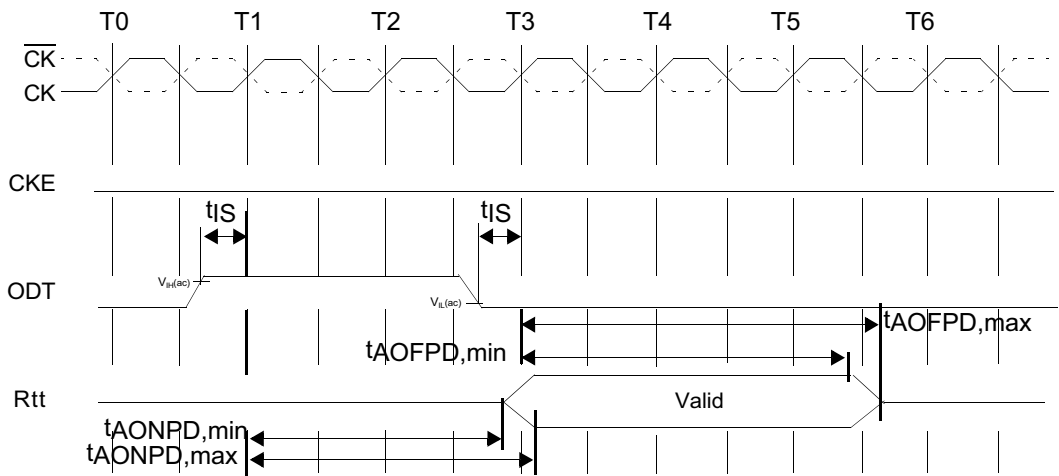 T0 T1 T2 T3 T4 T5 T6
CK
CK
CKE
tIS tIS
VIH(ac)
ODT
VIL(ac)
tAOFPD,max
tAOFPD,min
Rtt
Valid
tAONPD,min
tAONPD,max